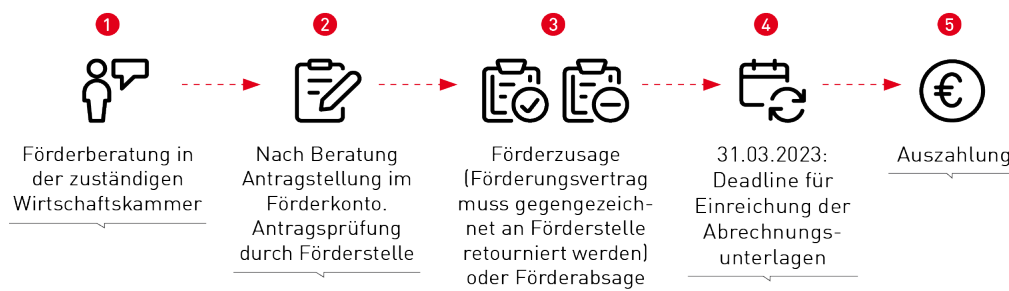 1
Förderberatung in
der zuständigen
Wirtschaftskammer
2
Nach Beratung
Antragstellung im
Förderkonto.
Antragsprüfung
durch Förderstelle
3
Förderzusage
(Förderungsvertrag
muss gegengezeich-
net an Förderstelle
retourniert werden)
oder Förderabsage
4
31.03.2023:
Deadline für
Einreichung der
Abrechnungs-
unterlagen
5
€
Auszahlung